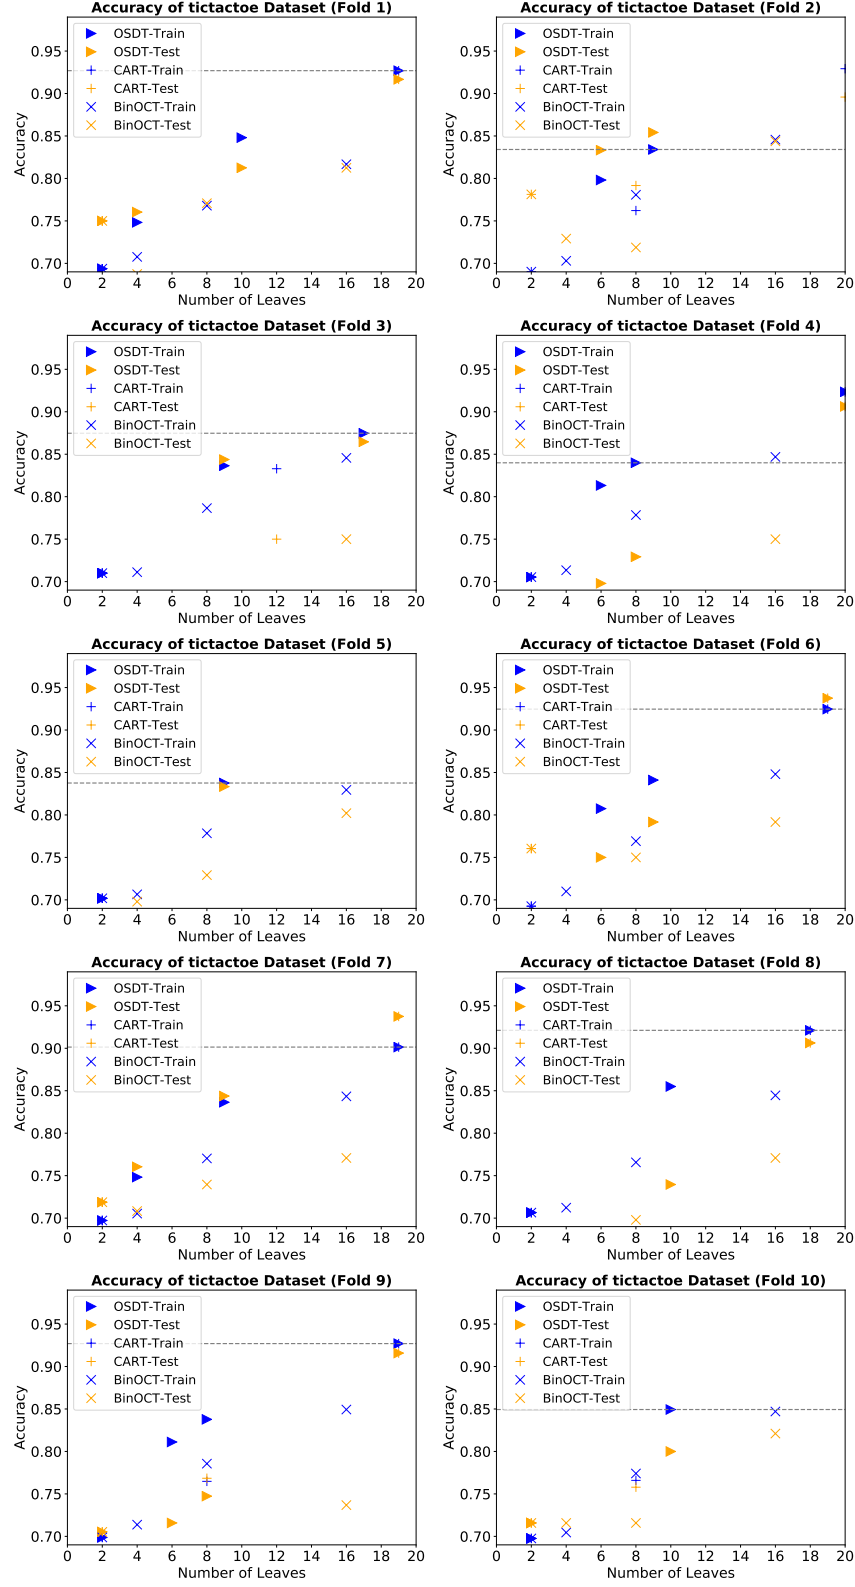 Accuracy of tictactoe Dataset (Fold 1)
OSDT-Train
OSDT-Test
CART-Train
CART-Test
BinOCT-Train
BinOCT-Test
Accuracy
0.95
0.90
0.85
0.80
0.75
0.70
0 2 4 6 8 10 12 14 16 18 20
Number of Leaves
Accuracy of tictactoe Dataset (Fold 2)
OSDT-Train
OSDT-Test
CART-Train
CART-Test
BinOCT-Train
BinOCT-Test
Accuracy
0.95
0.90
0.85
0.80
0.75
0.70
0 2 4 6 8 10 12 14 16 18 20
Number of Leaves
Accuracy of tictactoe Dataset (Fold 3)
OSDT-Train
OSDT-Test
CART-Train
CART-Test
BinOCT-Train
BinOCT-Test
Accuracy
0.95
0.90
0.85
0.80
0.75
0.70
0 2 4 6 8 10 12 14 16 18 20
Number of Leaves
Accuracy of tictactoe Dataset (Fold 4)
OSDT-Train
OSDT-Test
CART-Train
CART-Test
BinOCT-Train
BinOCT-Test
Accuracy
0.95
0.90
0.85
0.80
0.75
0.70
0 2 4 6 8 10 12 14 16 18 20
Number of Leaves
Accuracy of tictactoe Dataset (Fold 5)
OSDT-Train
OSDT-Test
CART-Train
CART-Test
BinOCT-Train
BinOCT-Test
Accuracy
0.95
0.90
0.85
0.80
0.75
0.70
0 2 4 6 8 10 12 14 16 18 20
Number of Leaves
Accuracy of tictactoe Dataset (Fold 6)
OSDT-Train
OSDT-Test
CART-Train
CART-Test
BinOCT-Train
BinOCT-Test
Accuracy
0.95
0.90
0.85
0.80
0.75
0.70
0 2 4 6 8 10 12 14 16 18 20
Number of Leaves
Accuracy of tictactoe Dataset (Fold 7)
OSDT-Train
OSDT-Test
CART-Train
CART-Test
BinOCT-Train
BinOCT-Test
Accuracy
0.95
0.90
0.85
0.80
0.75
0.70
0 2 4 6 8 10 12 14 16 18 20
Number of Leaves
Accuracy of tictactoe Dataset (Fold 8)
OSDT-Train
OSDT-Test
CART-Train
CART-Test
BinOCT-Train
BinOCT-Test
Accuracy
0.95
0.90
0.85
0.80
0.75
0.70
0 2 4 6 8 10 12 14 16 18 20
Number of Leaves
Accuracy of tictactoe Dataset (Fold 9)
OSDT-Train
OSDT-Test
CART-Train
CART-Test
BinOCT-Train
BinOCT-Test
Accuracy
0.95
0.90
0.85
0.80
0.75
0.70
0 2 4 6 8 10 12 14 16 18 20
Number of Leaves
Accuracy of tictactoe Dataset (Fold 10)
OSDT-Train
OSDT-Test
CART-Train
CART-Test
BinOCT-Train
BinOCT-Test
Accuracy
0.95
0.90
0.85
0.80
0.75
0.70
0 2 4 6 8 10 12 14 16 18 20
Number of Leaves